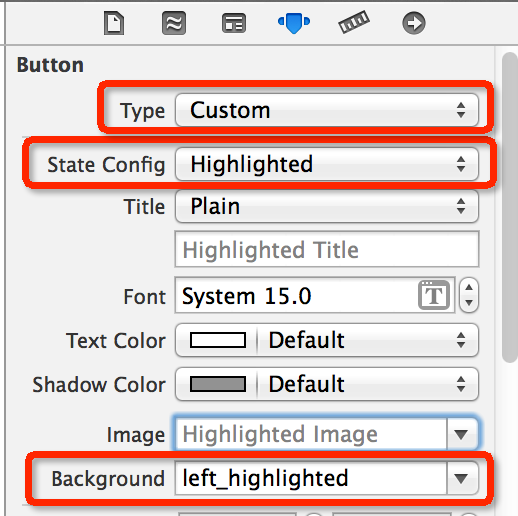 Button
Type Custom
State Config Highlighted
Title Plain
Highlighted Title
Font System 15.0 T
Text Color Default
Shadow Color Default
Image Highlighted Image
Background left_highlighted